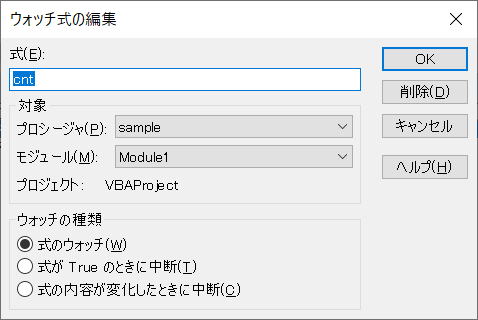 ウォッチ式の編集
式(E):
cnt
OK
削除(D)
キャンセル
ヘルプ(H)
対象
プロシージャ(P): sample
モジュール(M): Module1
プロジェクト: VBAProject
ウォッチの種類
式のウォッチ(W)
式が True のときに中断(T)
式の内容が変化したときに中断(C)